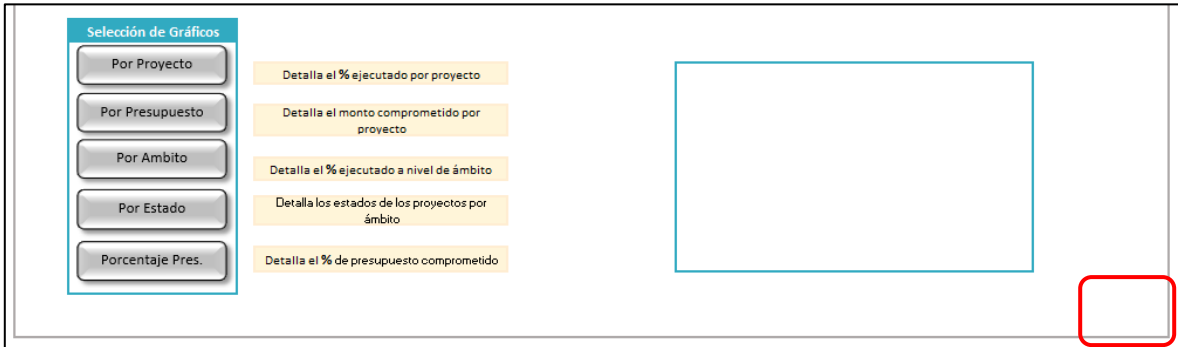 Selección de Gráficos
Por Proyecto
Detalla el % ejecutado por proyecto
Por Presupuesto
Detalla el monto comprometido por
proyecto
Por Ambito
Detalla el % ejecutado a nivel de ámbito
Por Estado
Detalla los estados de los proyectos por
ámbito
Porcentaje Pres.
Detalla el % de presupuesto comprometido